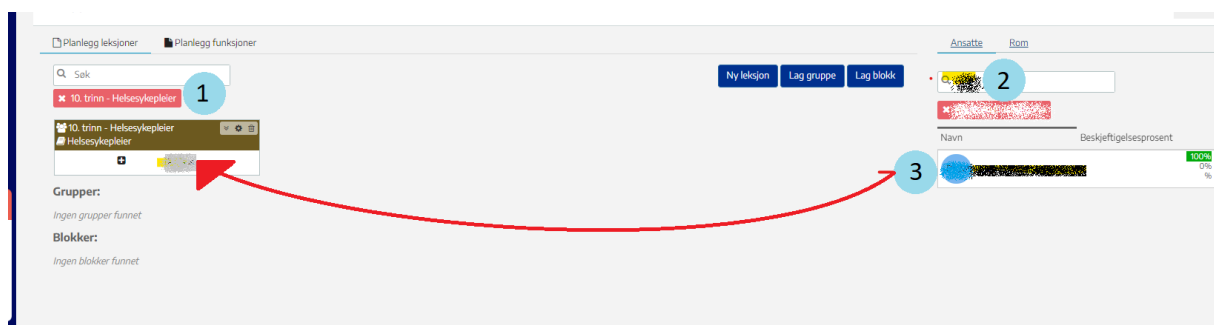 Planlegg leksjoner Planlegg funksjoner
Ansatte Rom
Søk
Ny leksjon Lag gruppe Lag blokk
2
× 10. trinn - Helsesykepleier
1
×
Navn Beskjeftigelsesprosent
10. trinn - Helsesykepleier
Helsesykepleier
3
100%
0%
%
Grupper:
Ingen grupper funnet
Blokker:
Ingen blokker funnet